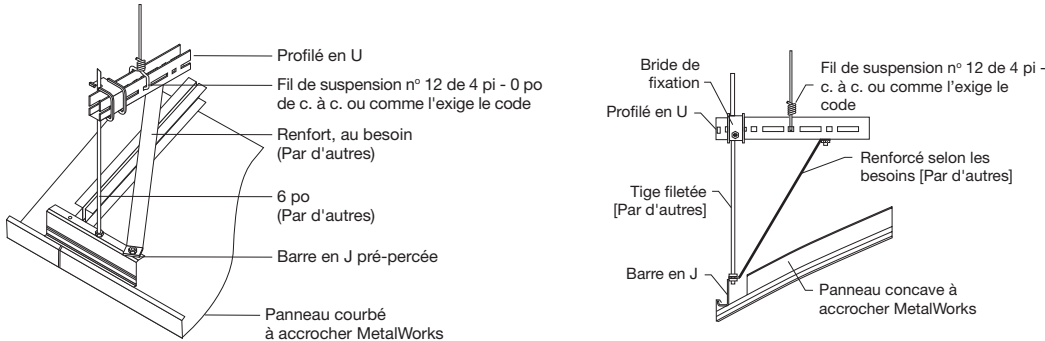 Profilé en U
Fil de suspension nº 12 de 4 pi - 0 po
de c. à c. ou comme l'exige le code
Renfort, au besoin
(Par d'autres)
6 po
(Par d'autres)
Barre en J pré-percée
Panneau courbé
à accrocher MetalWorks
Bride de
fixation
Fil de suspension nº 12 de 4 pi -
c. à c. ou comme l’exige le
code
Profilé en U
Renforcé selon les
besoins [Par d'autres]
Tige filetée
[Par d'autres]
Barre en J
Panneau concave à
accrocher MetalWorks